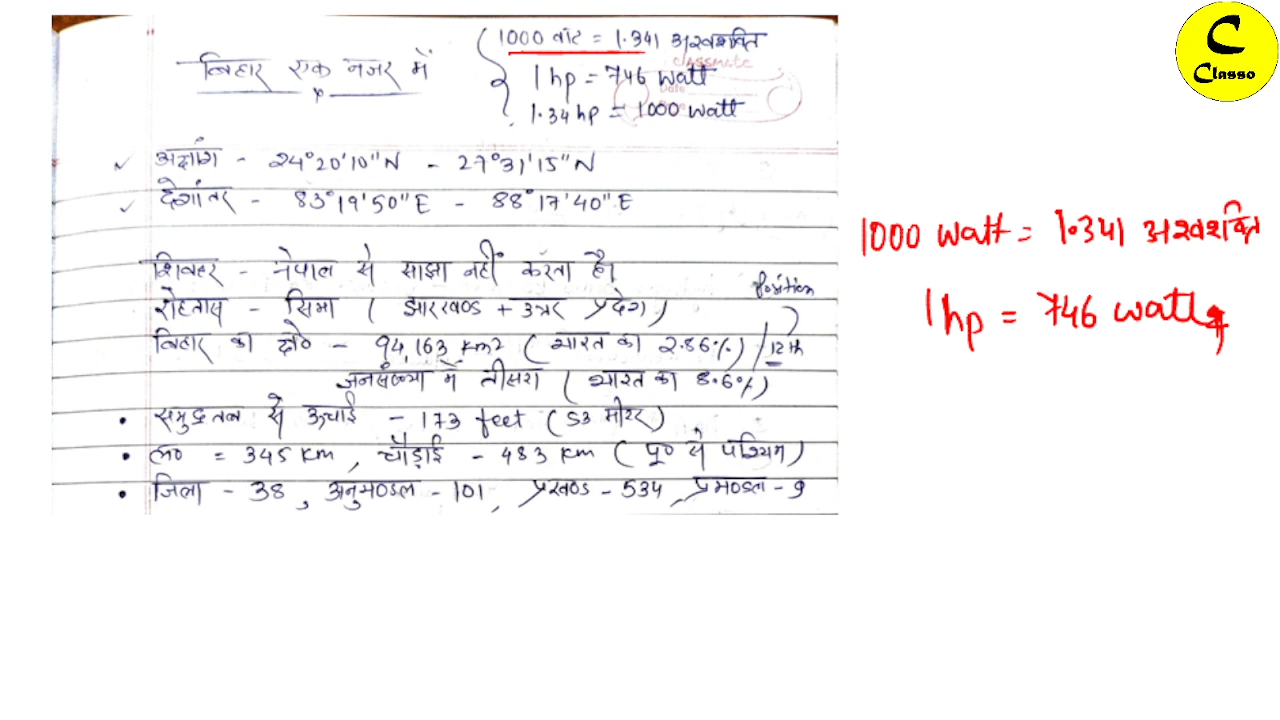 1000 वाट = 1.341 अश्वशक्ति
बिहार एक नजर में
1 hp = 746 watt
1.34 hp = 1000 watt
classmate
Date
अक्षांश - 24°20'10"N - 27°31'15"N
देशांतर - 83°19'50"E - 88°17'40"E
शिवहर - नेपाल से साझा नहीं करता है।
Position
रोहतास - सिमा ( झारखण्ड + उत्तर प्रदेश )
बिहार का क्षे० - 94,163 km2 ( भारत का 2.86% ) / 12th
जनसंख्या में तीसरा ( भारत का 8.6% )
• समुद्रतल से ऊचाई - 173 feet ( 53 मीटर )
• ल० = 345 km , चौड़ाई - 483 km ( पू० से पश्चिम )
• जिला - 38 , अनुमण्डल - 101 , प्रखण्ड - 534 , प्रमण्डल - 9
1000 watt = 1.341 अश्वशक्ति
1 hp = 746 watt
C
Classo